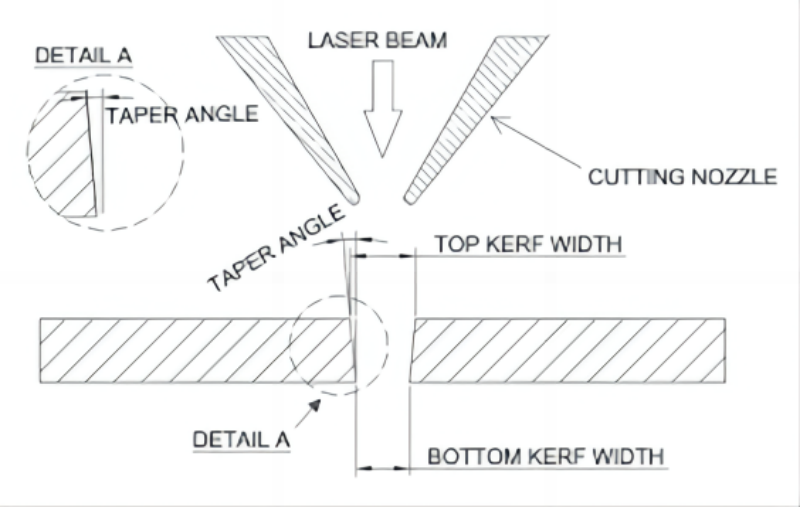 LASER BEAM
DETAIL A
TAPER ANGLE
CUTTING NOZZLE
TAPER ANGLE
TOP KERF WIDTH
DETAIL A
BOTTOM KERF WIDTH